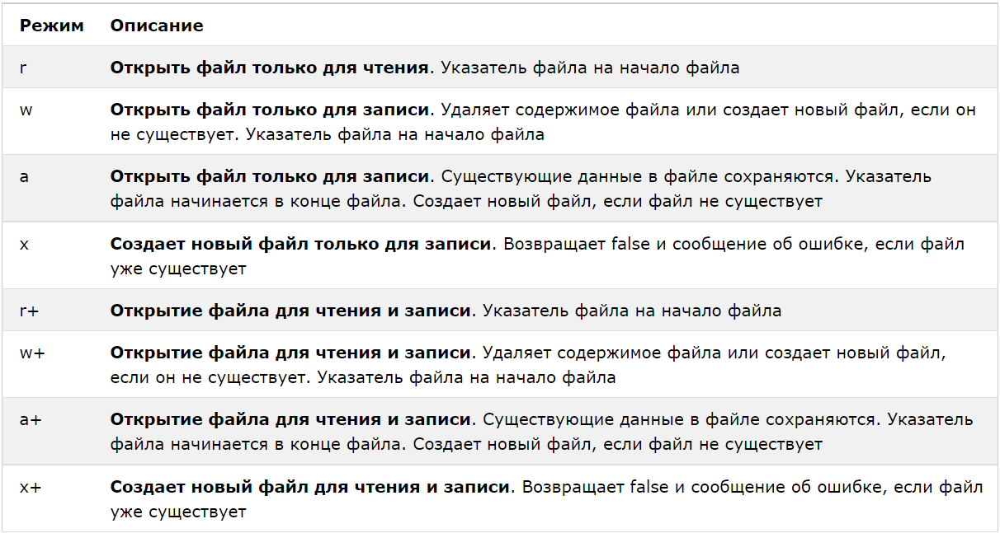 Режим Описание
r Открыть файл только для чтения. Указатель файла на начало файла
w Открыть файл только для записи. Удаляет содержимое файла или создает новый файл, если он
не существует. Указатель файла на начало файла
a Открыть файл только для записи. Существующие данные в файле сохраняются. Указатель
файла начинается в конце файла. Создает новый файл, если файл не существует
x Создает новый файл только для записи. Возвращает false и сообщение об ошибке, если файл
уже существует
r+ Открытие файла для чтения и записи. Указатель файла на начало файла
w+ Открытие файла для чтения и записи. Удаляет содержимое файла или создает новый файл,
если он не существует. Указатель файла на начало файла
a+ Открытие файла для чтения и записи. Существующие данные в файле сохраняются. Указатель
файла начинается в конце файла. Создает новый файл, если файл не существует
x+ Создает новый файл для чтения и записи. Возвращает false и сообщение об ошибке, если файл
уже существует